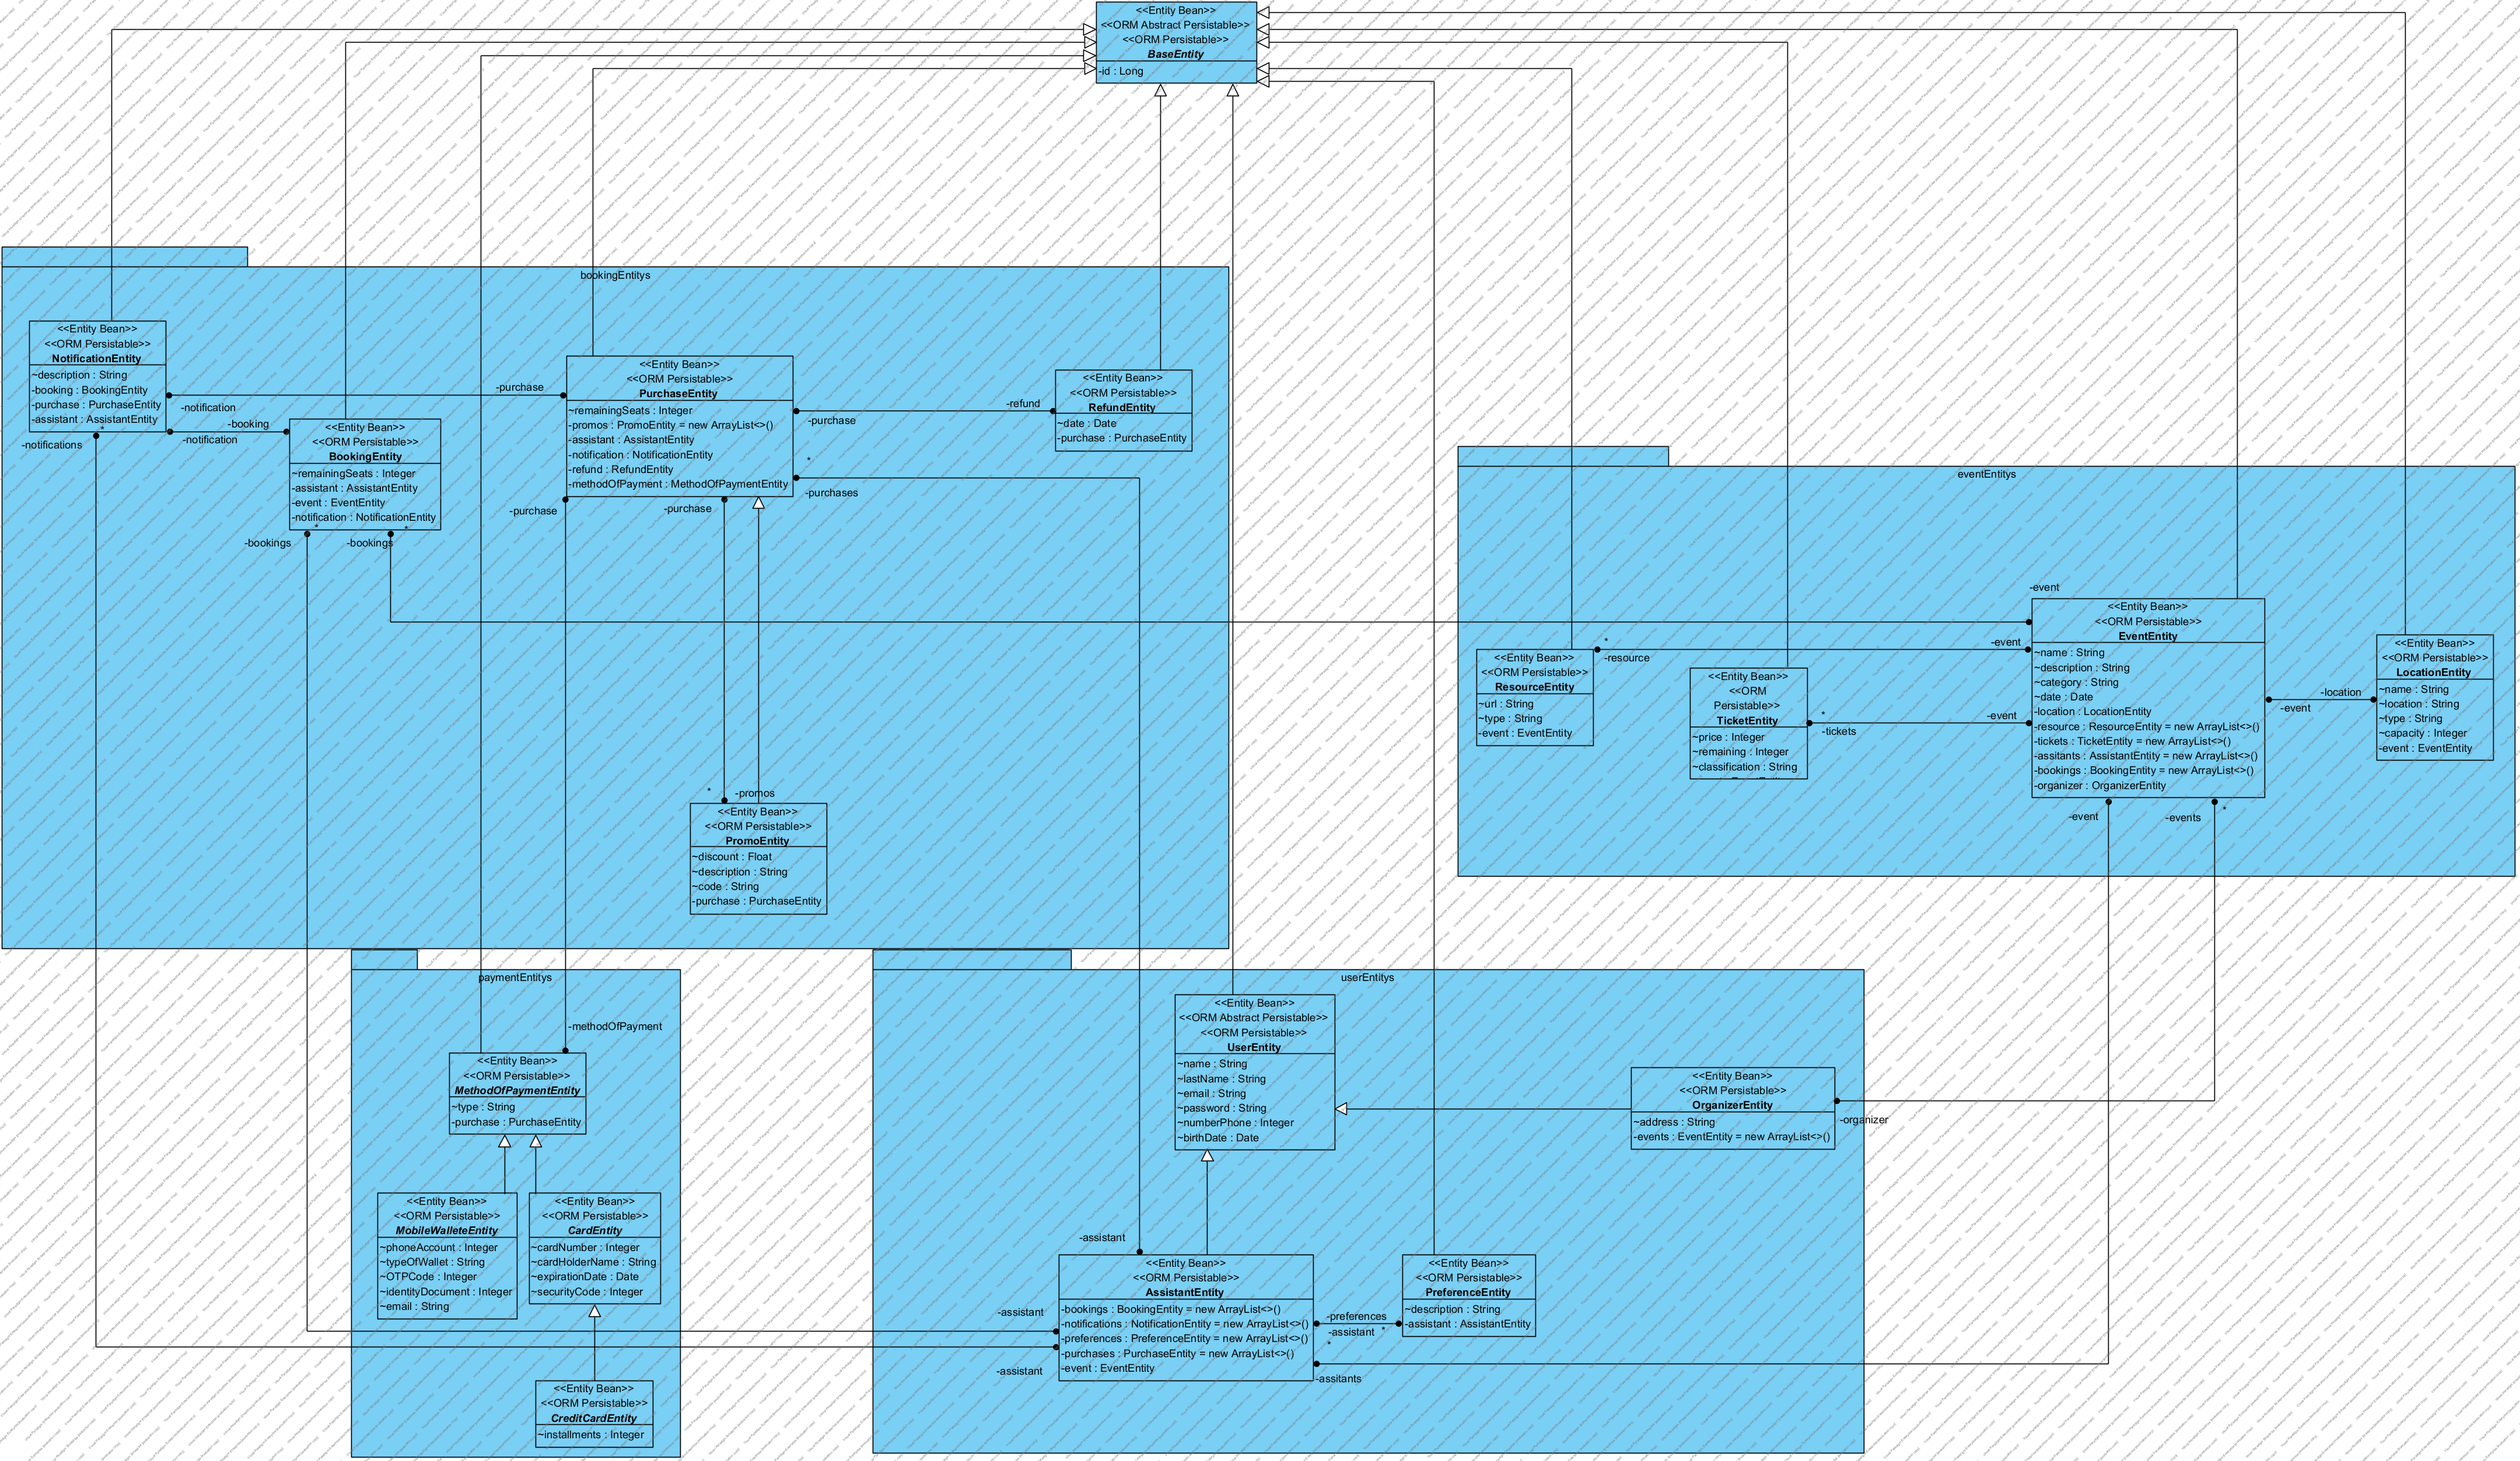 <<Entity Bean>>
<<ORM Abstract Persistable>>
<<ORM Persistable>>
BaseEntity
-id : Long
bookingEntitys
<<Entity Bean>>
<<ORM Persistable>>
NotificationEntity
~description : String
-booking : BookingEntity
-purchase : PurchaseEntity
-assistant : AssistantEntity
*
-notifications
-notification
-purchase
-booking
-notification
<<Entity Bean>>
<<ORM Persistable>>
BookingEntity
~remainingSeats : Integer
-assistant : AssistantEntity
-event : EventEntity
-notification : NotificationEntity
*
*
-bookings
-bookings
<<Entity Bean>>
<<ORM Persistable>>
PurchaseEntity
~remainingSeats : Integer
-promos : PromoEntity = new ArrayList<>()
-assistant : AssistantEntity
-notification : NotificationEntity
-refund : RefundEntity
-methodOfPayment : MethodOfPaymentEntity
-refund
-purchase
*
-purchases
-purchase
-purchase
<<Entity Bean>>
<<ORM Persistable>>
RefundEntity
~date : Date
-purchase : PurchaseEntity
*
-promos
<<Entity Bean>>
<<ORM Persistable>>
PromoEntity
~discount : Float
~description : String
~code : String
-purchase : PurchaseEntity
eventEntitys
<<Entity Bean>>
<<ORM Persistable>>
ResourceEntity
~url : String
~type : String
-event : EventEntity
*
-resource
-event
-event
<<Entity Bean>>
<<ORM
Persistable>>
TicketEntity
~price : Integer
~remaining : Integer
~classification : String
*
-tickets
-event
<<Entity Bean>>
<<ORM Persistable>>
EventEntity
~name : String
~description : String
~category : String
~date : Date
-location : LocationEntity
-resource : ResourceEntity = new ArrayList<>()
-tickets : TicketEntity = new ArrayList<>()
-assitants : AssistantEntity = new ArrayList<>()
-bookings : BookingEntity = new ArrayList<>()
-organizer : OrganizerEntity
-location
-event
-event
-events
*
<<Entity Bean>>
<<ORM Persistable>>
LocationEntity
~name : String
~location : String
~type : String
~capacity : Integer
-event : EventEntity
paymentEntitys
-methodOfPayment
<<Entity Bean>>
<<ORM Persistable>>
MethodOfPaymentEntity
~type : String
-purchase : PurchaseEntity
<<Entity Bean>>
<<ORM Persistable>>
MobileWalleteEntity
~phoneAccount : Integer
~typeOfWallet : String
~OTPCode : Integer
~identityDocument : Integer
~email : String
<<Entity Bean>>
<<ORM Persistable>>
CardEntity
~cardNumber : Integer
~cardHolderName : String
~expirationDate : Date
~securityCode : Integer
<<Entity Bean>>
<<ORM Persistable>>
CreditCardEntity
~installments : Integer
userEntitys
<<Entity Bean>>
<<ORM Abstract Persistable>>
<<ORM Persistable>>
UserEntity
~name : String
~lastName : String
~email : String
~password : String
~numberPhone : Integer
~birthDate : Date
<<Entity Bean>>
<<ORM Persistable>>
OrganizerEntity
~address : String
-events : EventEntity = new ArrayList<>()
-organizer
-assistant
-assistant
-assistant
<<Entity Bean>>
<<ORM Persistable>>
AssistantEntity
-bookings : BookingEntity = new ArrayList<>()
-notifications : NotificationEntity = new ArrayList<>()
-preferences : PreferenceEntity = new ArrayList<>()
-purchases : PurchaseEntity = new ArrayList<>()
-event : EventEntity
-preferences
-assistant
*
*
-assitants
<<Entity Bean>>
<<ORM Persistable>>
PreferenceEntity
~description : String
-assistant : AssistantEntity